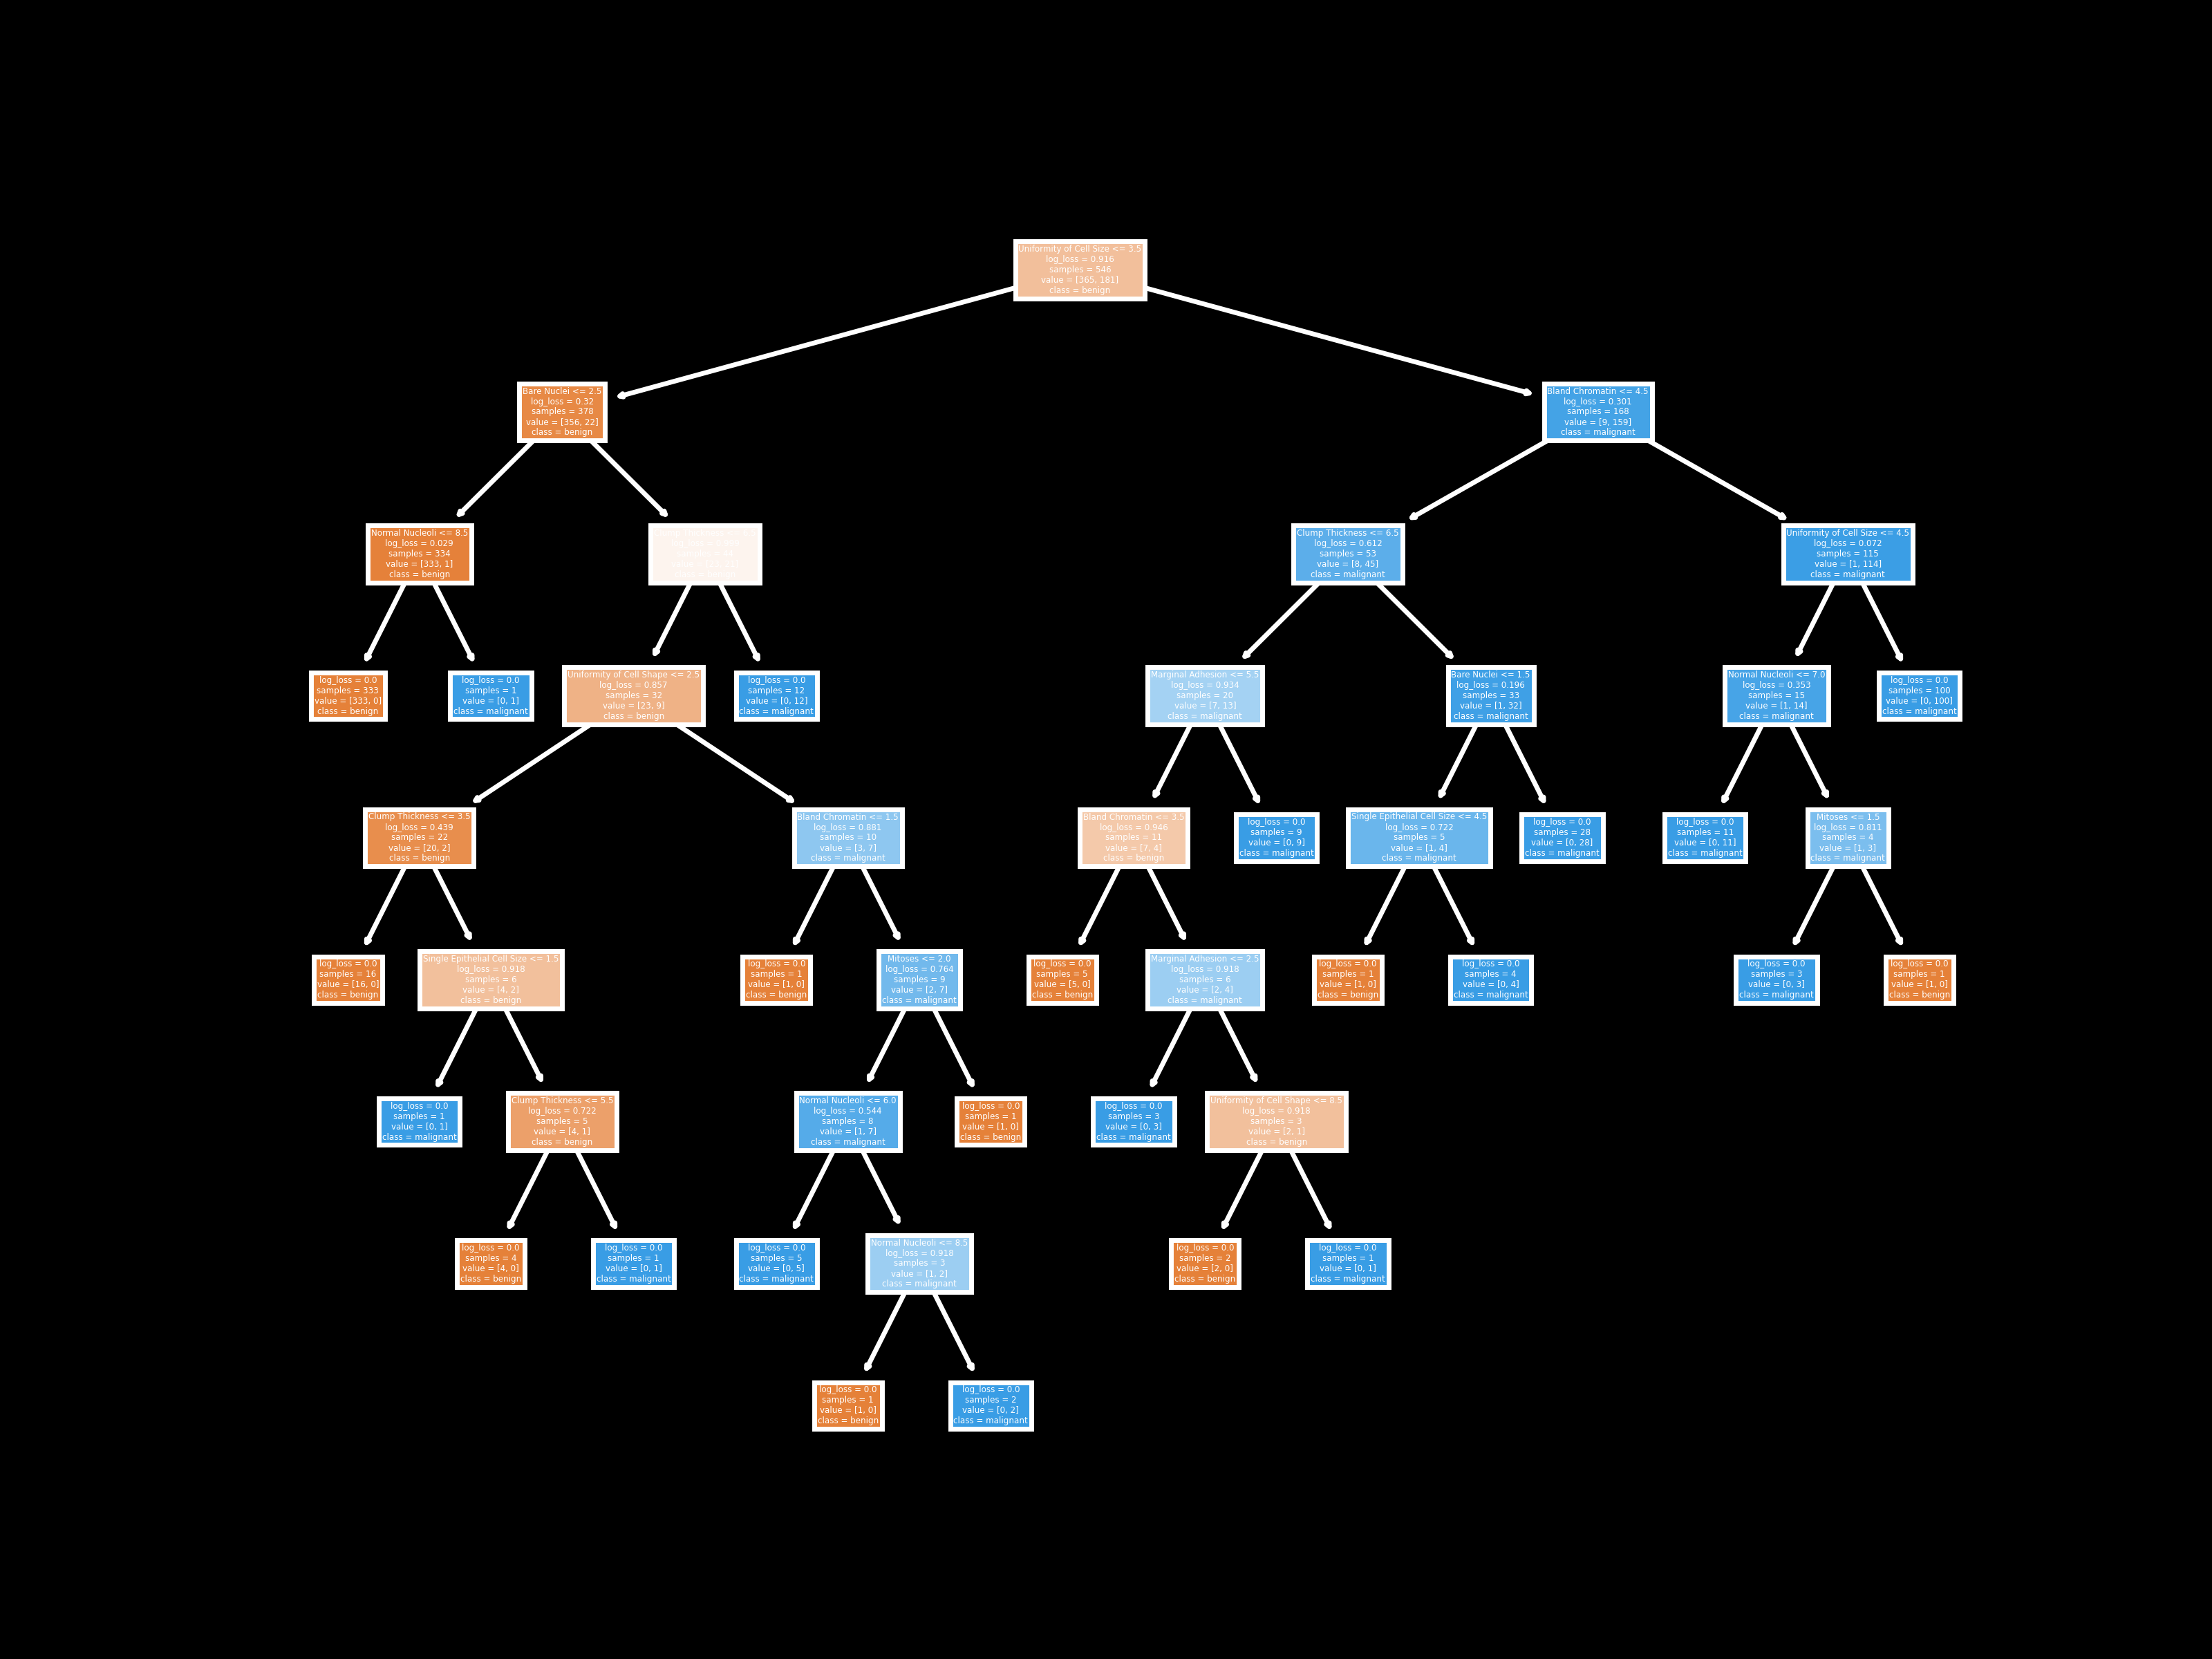 Uniformity of Cell Size <= 3.5
log_loss = 0.916
samples = 546
value = [365, 181]
class = benign
Bare Nuclei <= 2.5
log_loss = 0.32
samples = 378
value = [356, 22]
class = benign
Bland Chromatin <= 4.5
log_loss = 0.301
samples = 168
value = [9, 159]
class = malignant
Normal Nucleoli <= 8.5
log_loss = 0.029
samples = 334
value = [333, 1]
class = benign
Clump Thickness <= 6.5
log_loss = 0.612
samples = 53
value = [8, 45]
class = malignant
Uniformity of Cell Size <= 4.5
log_loss = 0.072
samples = 115
value = [1, 114]
class = malignant
log_loss = 0.0
samples = 333
value = [333, 0]
class = benign
log_loss = 0.0
samples = 1
value = [0, 1]
class = malignant
Uniformity of Cell Shape <= 2.5
log_loss = 0.857
samples = 32
value = [23, 9]
class = benign
log_loss = 0.0
samples = 12
value = [0, 12]
class = malignant
Marginal Adhesion <= 5.5
log_loss = 0.934
samples = 20
value = [7, 13]
class = malignant
Bare Nuclei <= 1.5
log_loss = 0.196
samples = 33
value = [1, 32]
class = malignant
Normal Nucleoli <= 7.0
log_loss = 0.353
samples = 15
value = [1, 14]
class = malignant
log_loss = 0.0
samples = 100
value = [0, 100]
class = malignant
Clump Thickness <= 3.5
log_loss = 0.439
samples = 22
value = [20, 2]
class = benign
Bland Chromatin <= 1.5
log_loss = 0.881
samples = 10
value = [3, 7]
class = malignant
Bland Chromatin <= 3.5
log_loss = 0.946
samples = 11
value = [7, 4]
class = benign
log_loss = 0.0
samples = 9
value = [0, 9]
class = malignant
Single Epithelial Cell Size <= 4.5
log_loss = 0.722
samples = 5
value = [1, 4]
class = malignant
log_loss = 0.0
samples = 28
value = [0, 28]
class = malignant
log_loss = 0.0
samples = 11
value = [0, 11]
class = malignant
Mitoses <= 1.5
log_loss = 0.811
samples = 4
value = [1, 3]
class = malignant
log_loss = 0.0
samples = 16
value = [16, 0]
class = benign
Single Epithelial Cell Size <= 1.5
log_loss = 0.918
samples = 6
value = [4, 2]
class = benign
log_loss = 0.0
samples = 1
value = [1, 0]
class = benign
Mitoses <= 2.0
log_loss = 0.764
samples = 9
value = [2, 7]
class = malignant
log_loss = 0.0
samples = 5
value = [5, 0]
class = benign
Marginal Adhesion <= 2.5
log_loss = 0.918
samples = 6
value = [2, 4]
class = malignant
log_loss = 0.0
samples = 1
value = [1, 0]
class = benign
log_loss = 0.0
samples = 4
value = [0, 4]
class = malignant
log_loss = 0.0
samples = 3
value = [0, 3]
class = malignant
log_loss = 0.0
samples = 1
value = [1, 0]
class = benign
log_loss = 0.0
samples = 1
value = [0, 1]
class = malignant
Clump Thickness <= 5.5
log_loss = 0.722
samples = 5
value = [4, 1]
class = benign
Normal Nucleoli <= 6.0
log_loss = 0.544
samples = 8
value = [1, 7]
class = malignant
log_loss = 0.0
samples = 1
value = [1, 0]
class = benign
log_loss = 0.0
samples = 3
value = [0, 3]
class = malignant
Uniformity of Cell Shape <= 8.5
log_loss = 0.918
samples = 3
value = [2, 1]
class = benign
log_loss = 0.0
samples = 4
value = [4, 0]
class = benign
log_loss = 0.0
samples = 1
value = [0, 1]
class = malignant
log_loss = 0.0
samples = 5
value = [0, 5]
class = malignant
Normal Nucleoli <= 8.5
log_loss = 0.918
samples = 3
value = [1, 2]
class = malignant
log_loss = 0.0
samples = 2
value = [2, 0]
class = benign
log_loss = 0.0
samples = 1
value = [0, 1]
class = malignant
log_loss = 0.0
samples = 1
value = [1, 0]
class = benign
log_loss = 0.0
samples = 2
value = [0, 2]
class = malignant